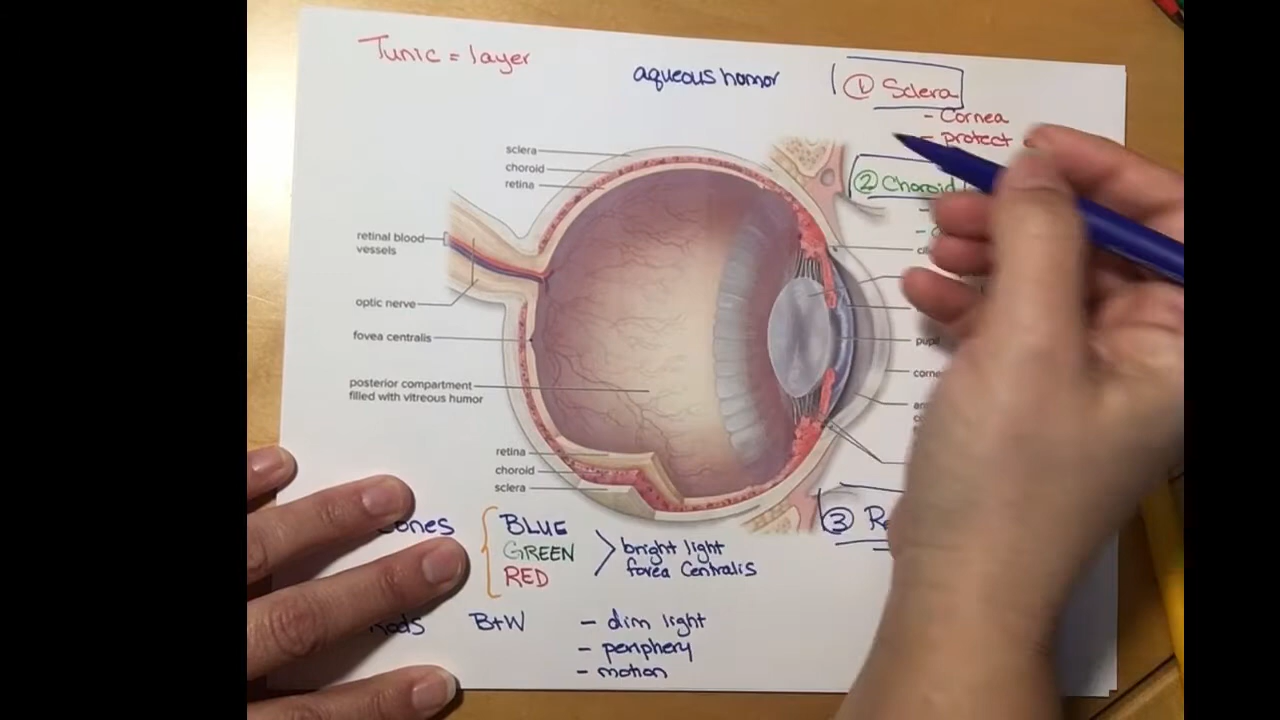 Tunic = layer
aqueous homor
① Sclera
- Cornea
- protect
② Choroid
sclera
choroid
retina
retinal blood
vessels
optic nerve
fovea centralis
posterior compartment
filled with vitreous humor
retina
choroid
sclera
③
Cones
BLUE
GREEN
RED
bright light
fovea Centralis
B+W
- dim light
- periphery
- motion